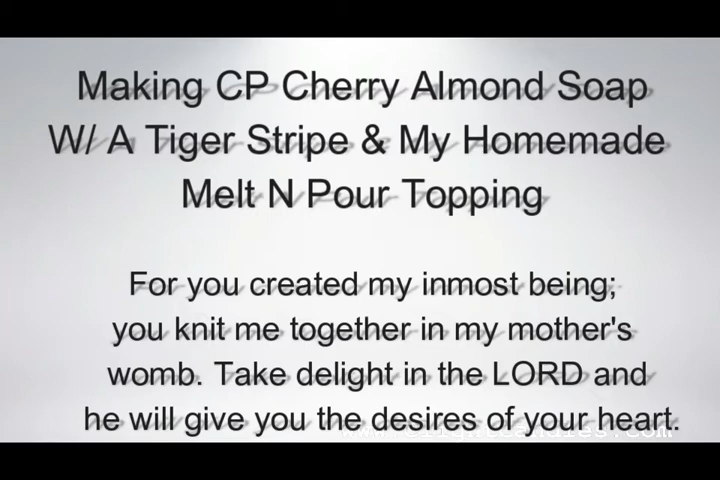 Making CP Cherry Almond Soap
W/ A Tiger Stripe & My Homemade
Melt N Pour Topping
For you created my inmost being;
you knit me together in my mother's
womb. Take delight in the LORD and
he will give you the desires of your heart.